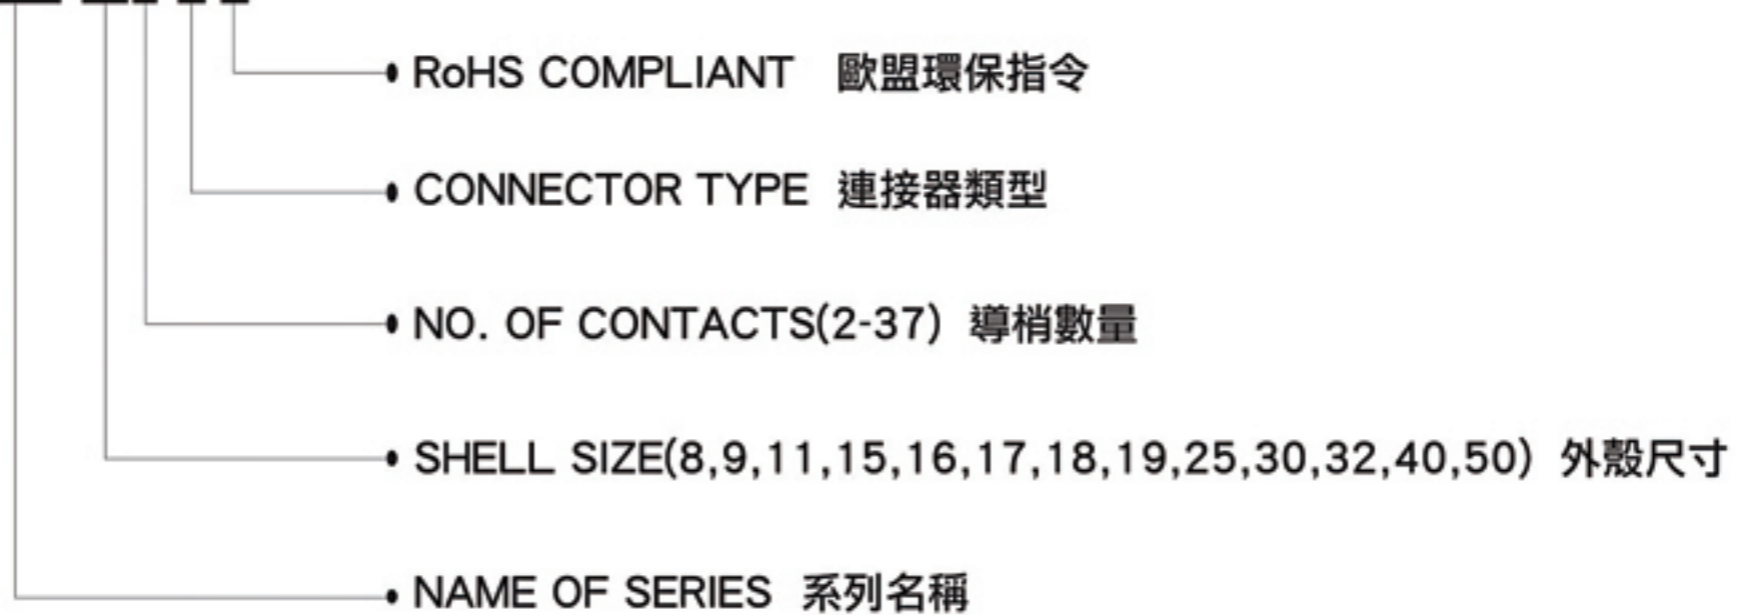 RoHS COMPLIANT 歐盟環保指令
CONNECTOR TYPE 連接器類型
NO. OF CONTACTS(2-37) 導梢數量
SHELL SIZE(8,9,11,15,16,17,18,19,25,30,32,40,50) 外殼尺寸
NAME OF SERIES 系列名稱